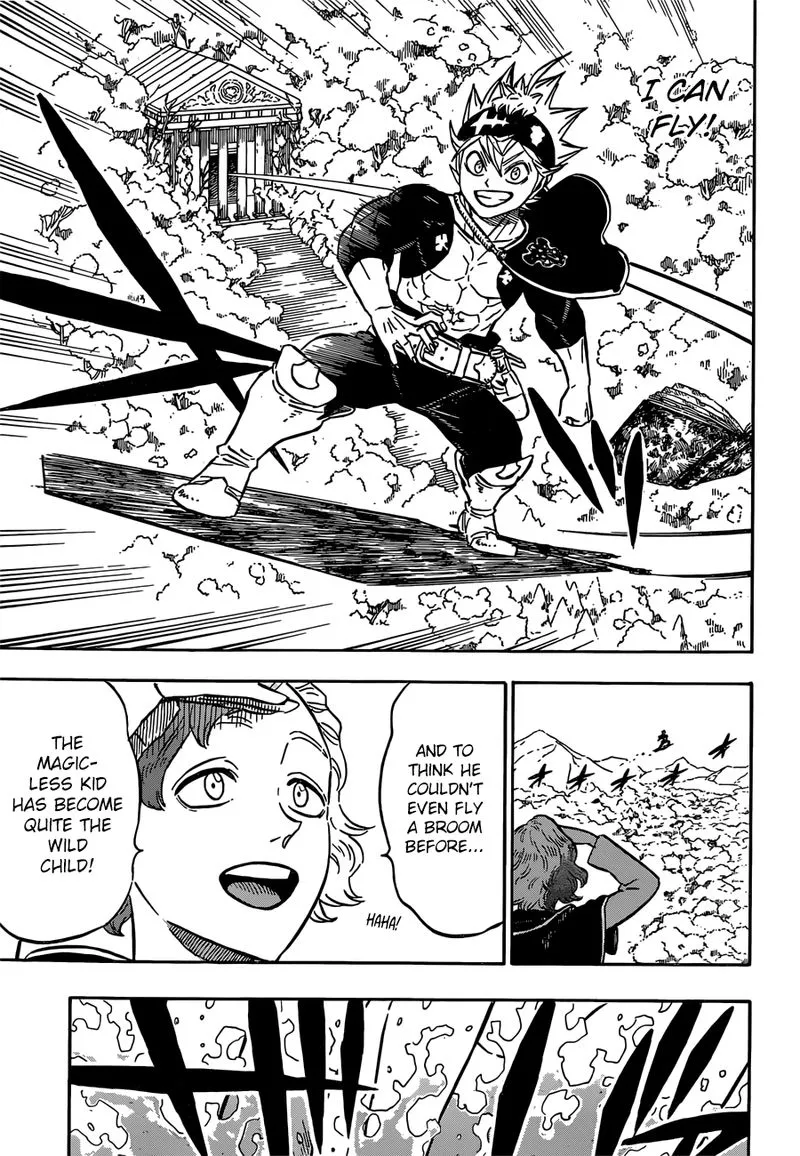 I CAN
FLY!
AND TO
THINK HE
COULDN'T
EVEN FLY
A BROOM
BEFORE...
HAHA!
THE
MAGIC-
LESS KID
HAS BECOME
QUITE THE
WILD
CHILD!